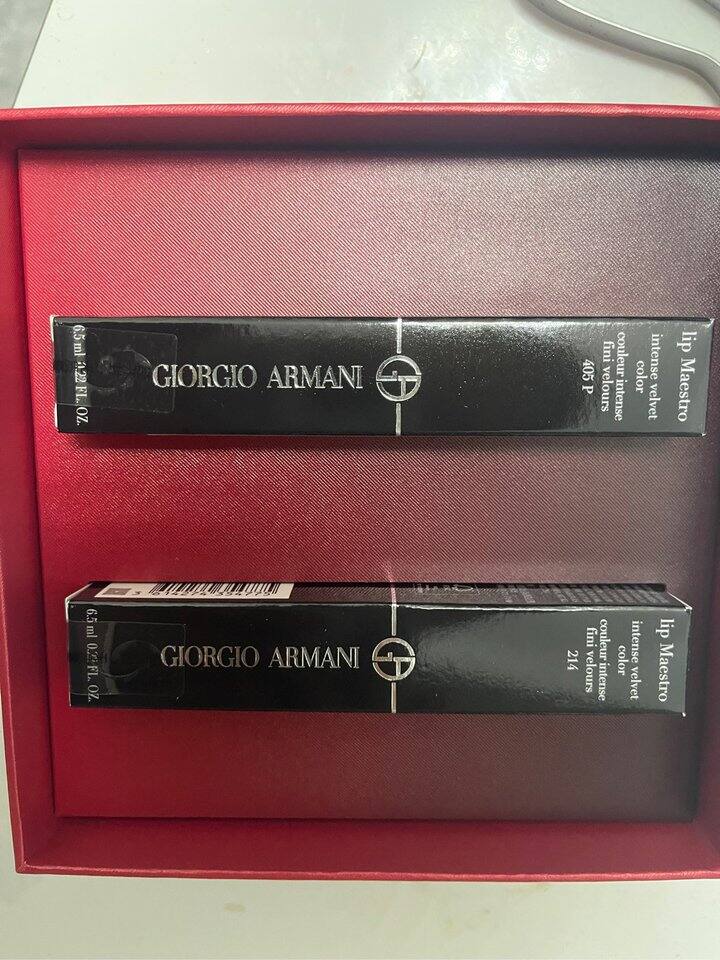 GIORGIO ARMANI
lip Maestro
intense velvet
color
couleur intense
fini velours
405 P
6.5 ml 0.22 FL. OZ.
GIORGIO ARMANI
lip Maestro
intense velvet
color
couleur intense
fini velours
214
6.5 ml 0.22 FL. OZ.